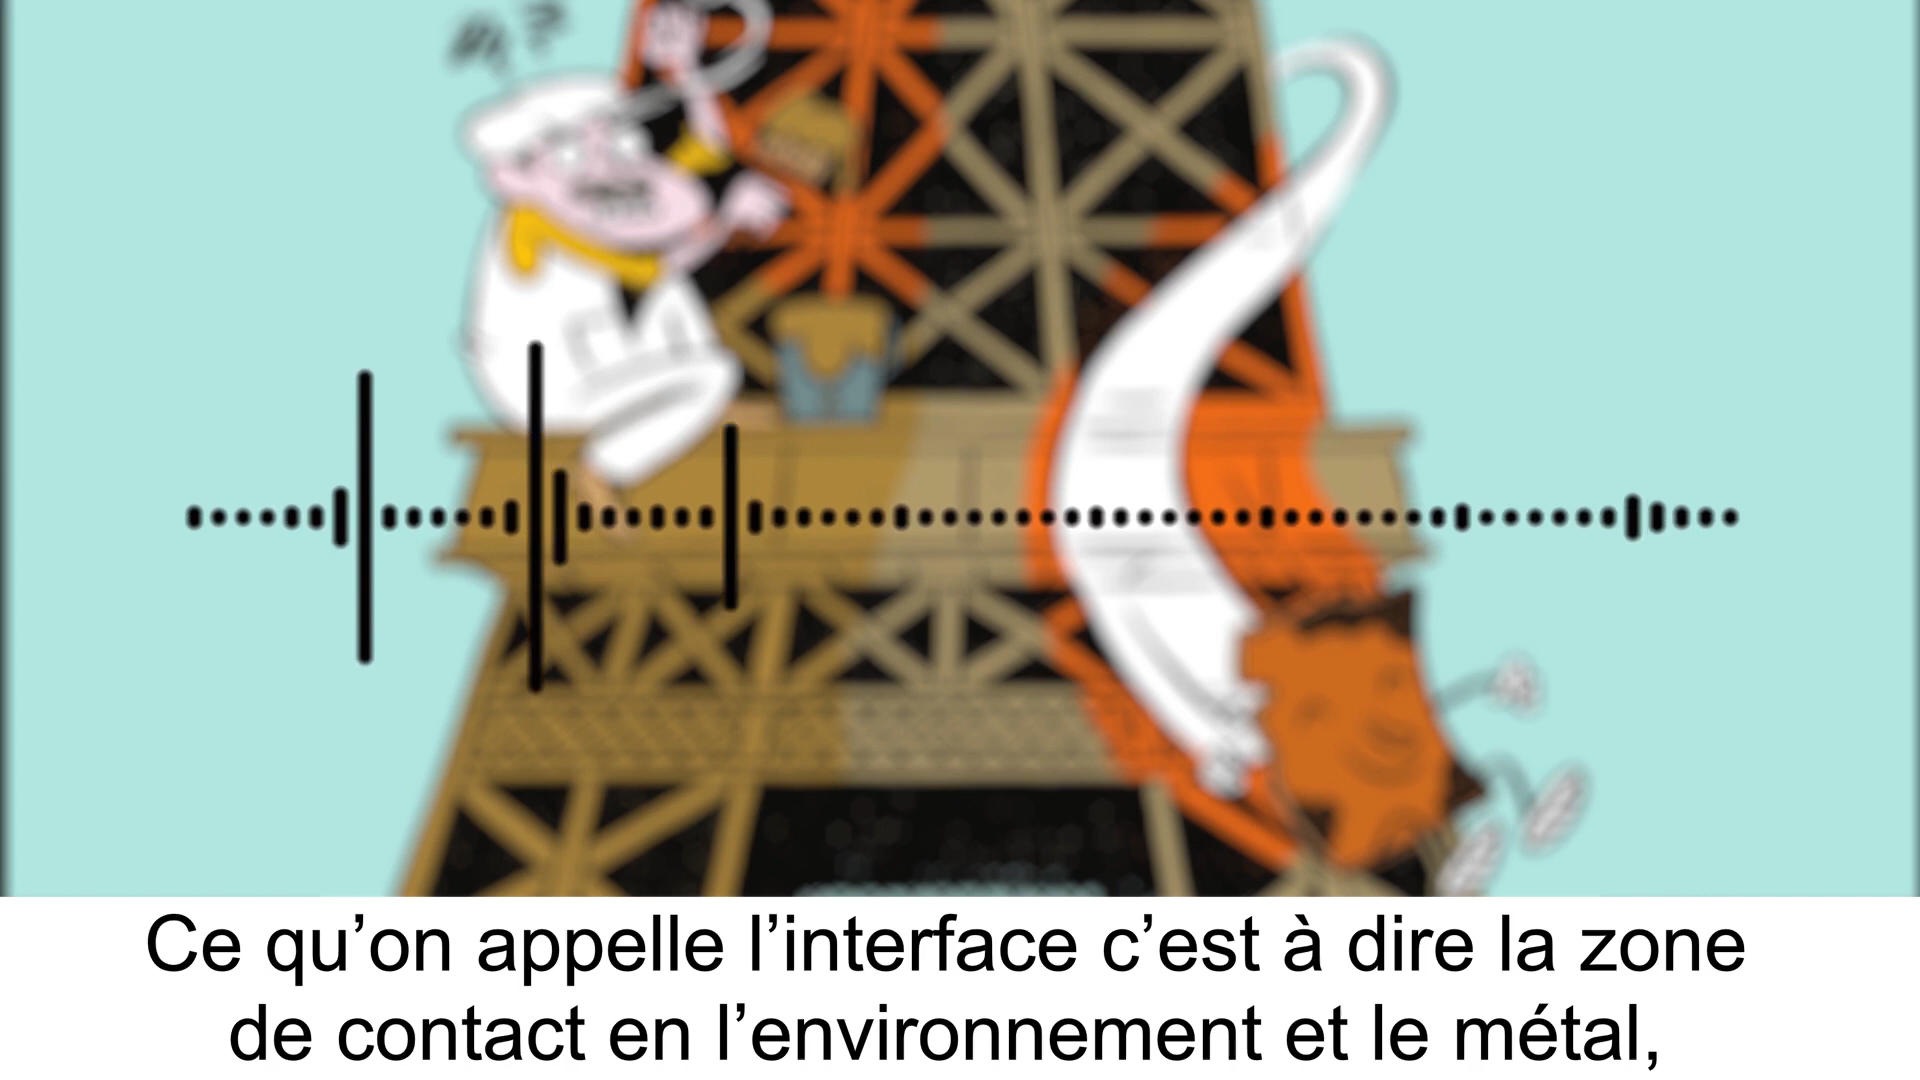 Ce qu’on appelle l’interface c’est à dire la zone
de contact en l’environnement et le métal,